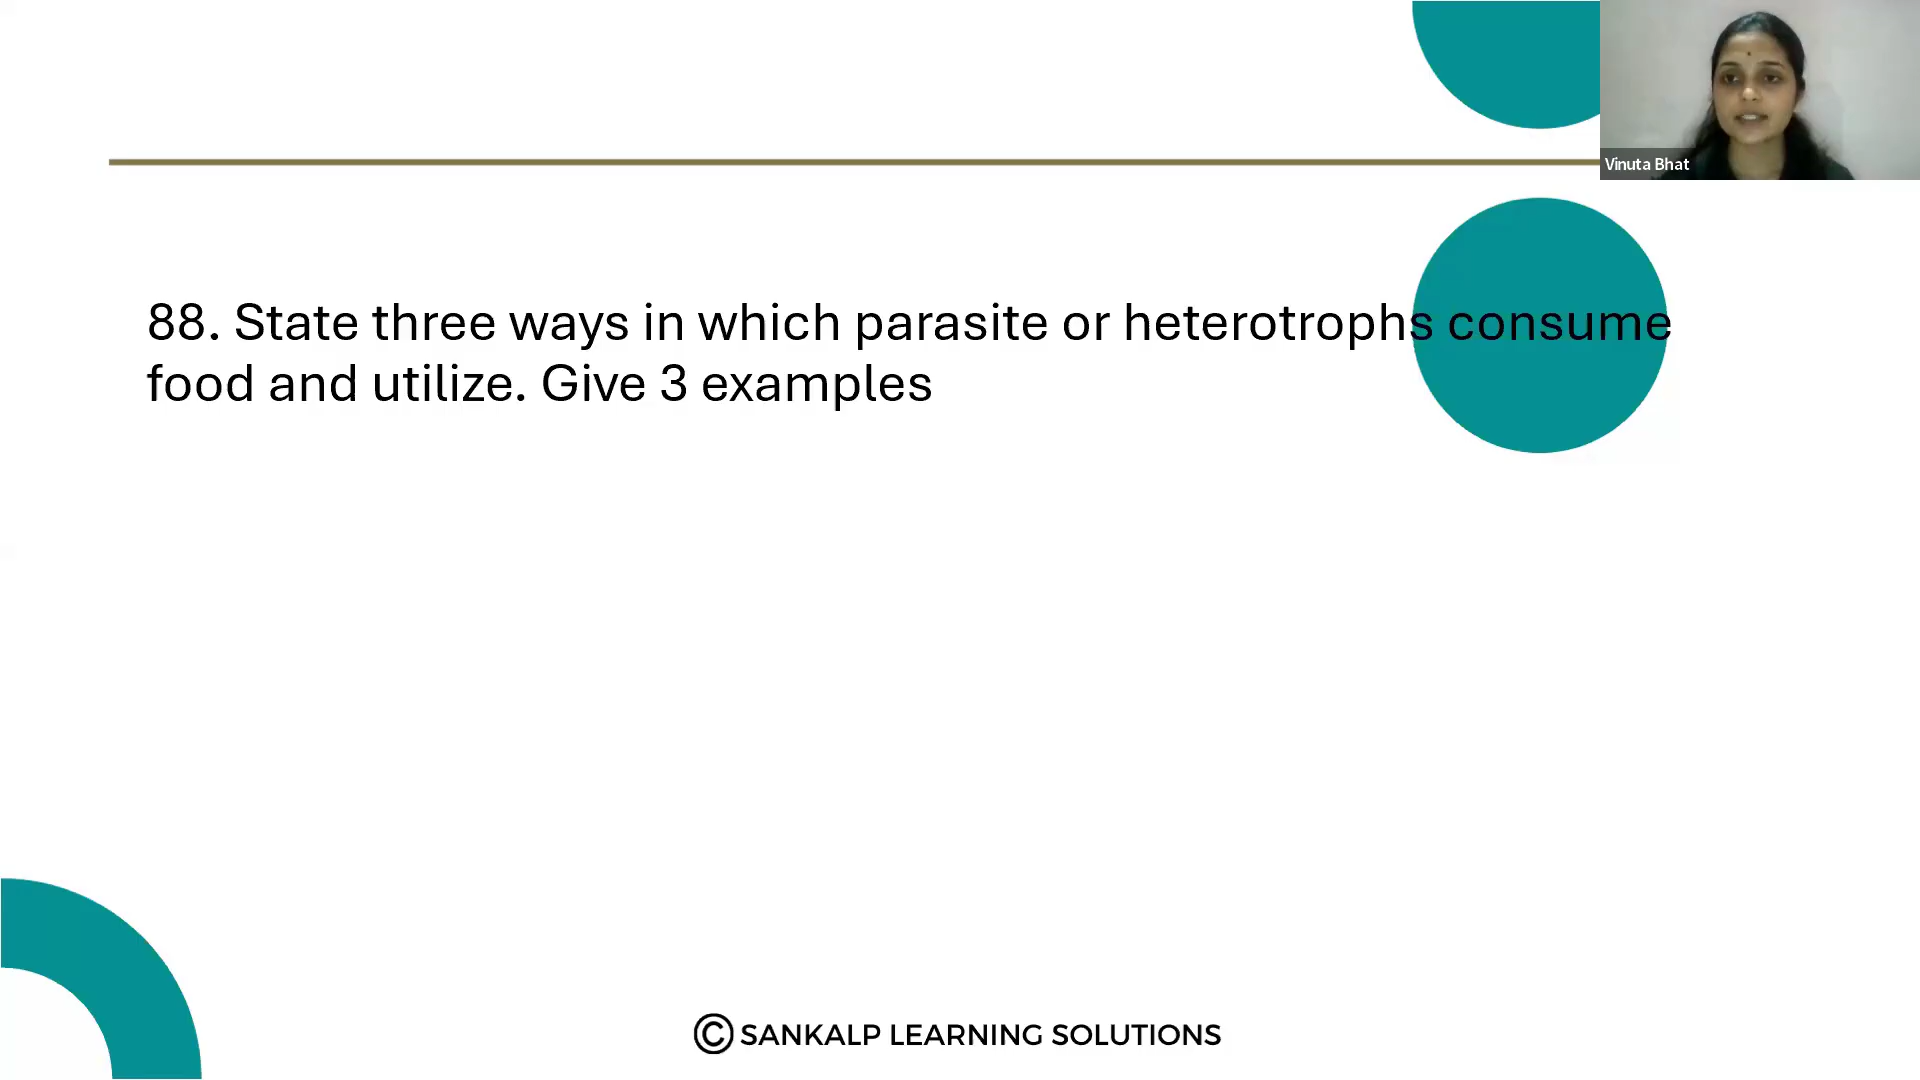 Vinuta Bhat
88. State three ways in which parasite or heterotrophs consume
food and utilize. Give 3 examples
© SANKALP LEARNING SOLUTIONS